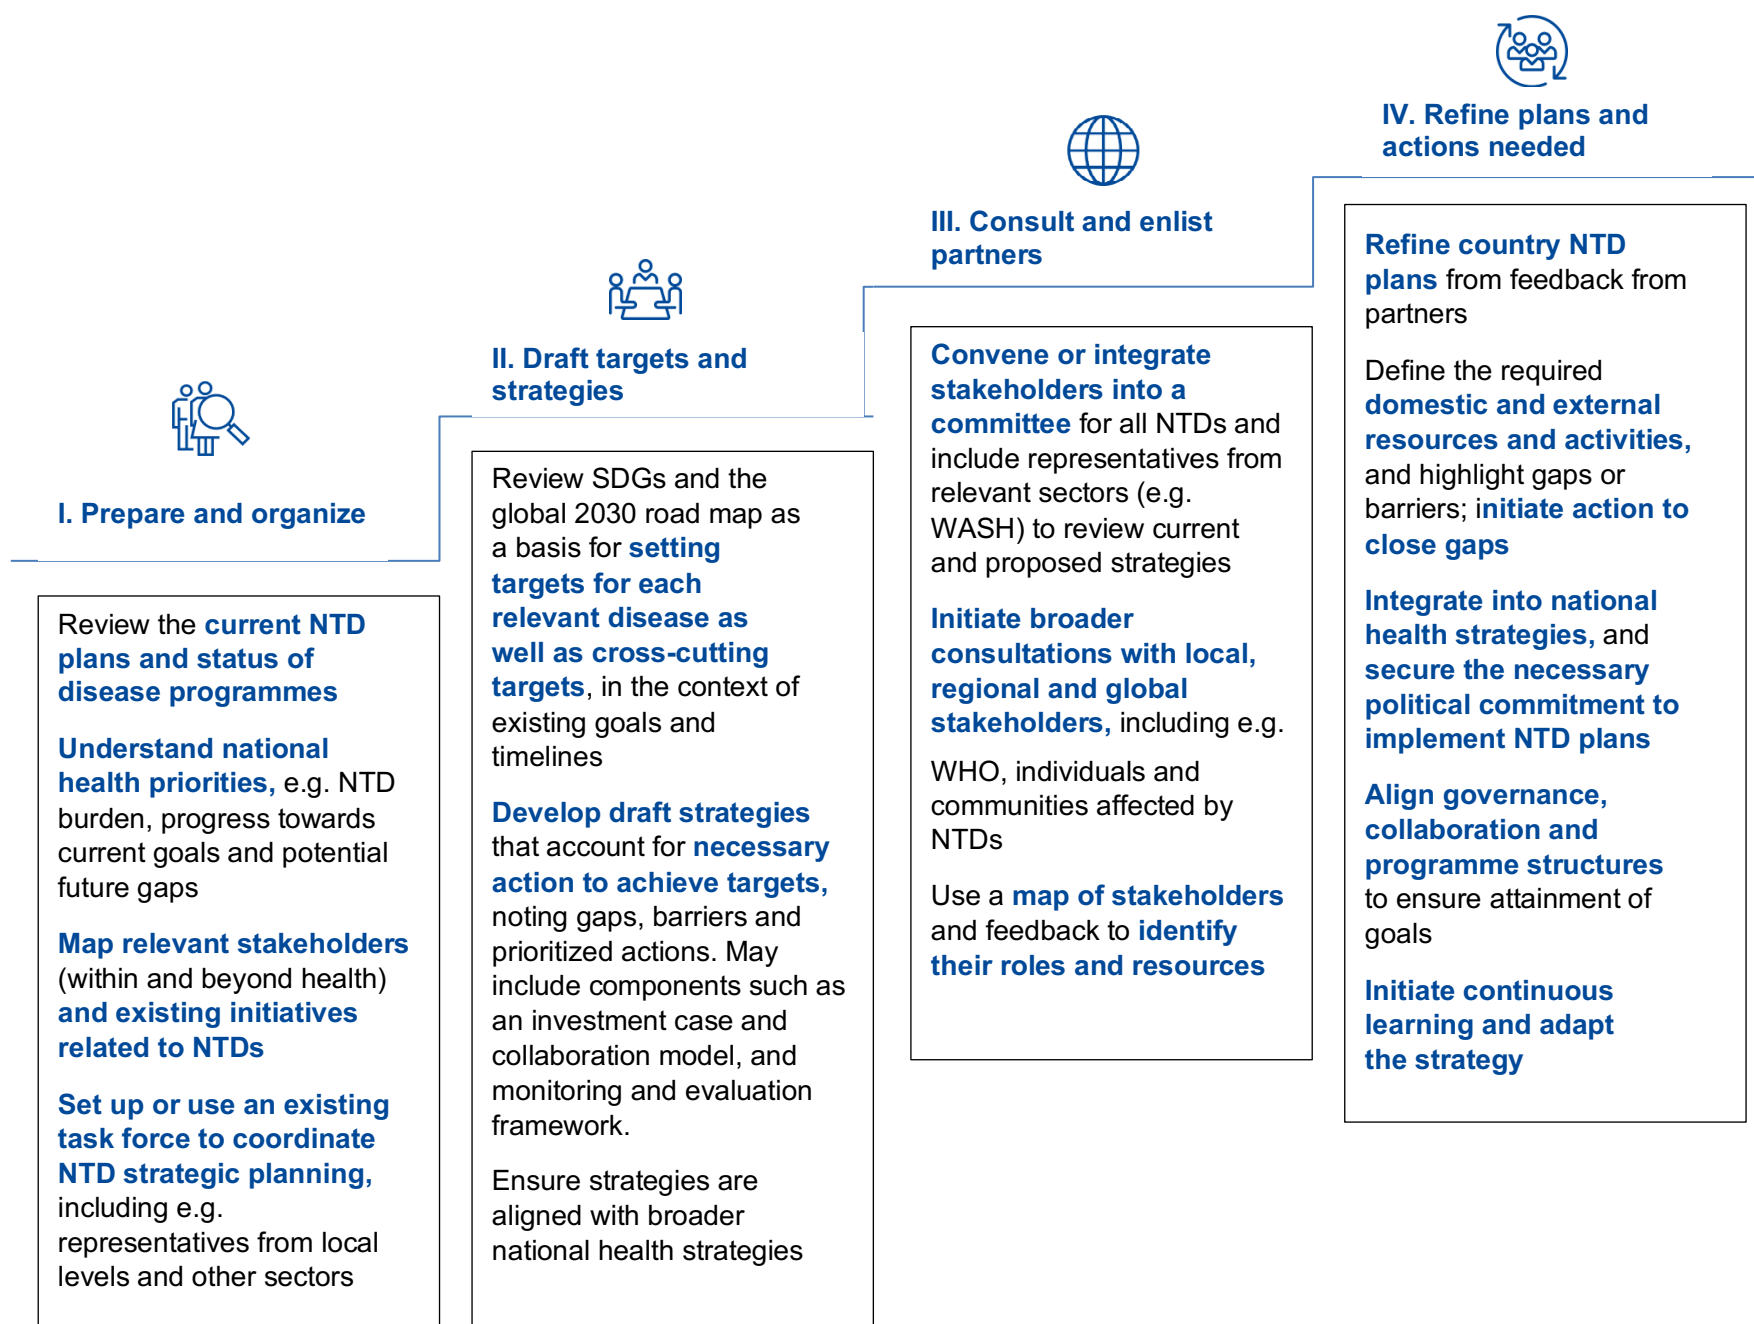 I. Prepare and organize
Review the current NTD
plans and status of
disease programmes
Understand national
health priorities, e.g. NTD
burden, progress towards
current goals and potential
future gaps
Map relevant stakeholders
(within and beyond health)
and existing initiatives
related to NTDs
Set up or use an existing
task force to coordinate
NTD strategic planning,
including e.g.
representatives from local
levels and other sectors
II. Draft targets and
strategies
Review SDGs and the
global 2030 road map as
a basis for setting
targets for each
relevant disease as
well as cross-cutting
targets, in the context of
existing goals and
timelines
Develop draft strategies
that account for necessary
action to achieve targets,
noting gaps, barriers and
prioritized actions. May
include components such as
an investment case and
collaboration model, and
monitoring and evaluation
framework.
Ensure strategies are
aligned with broader
national health strategies
III. Consult and enlist
partners
Convene or integrate
stakeholders into a
committee for all NTDs and
include representatives from
relevant sectors (e.g.
WASH) to review current
and proposed strategies
Initiate broader
consultations with local,
regional and global
stakeholders, including e.g.
WHO, individuals and
communities affected by
NTDs
Use a map of stakeholders
and feedback to identify
their roles and resources
IV. Refine plans and
actions needed
Refine country NTD
plans from feedback from
partners
Define the required
domestic and external
resources and activities,
and highlight gaps or
barriers; initiate action to
close gaps
Integrate into national
health strategies, and
secure the necessary
political commitment to
implement NTD plans
Align governance,
collaboration and
programme structures
to ensure attainment of
goals
Initiate continuous
learning and adapt
the strategy